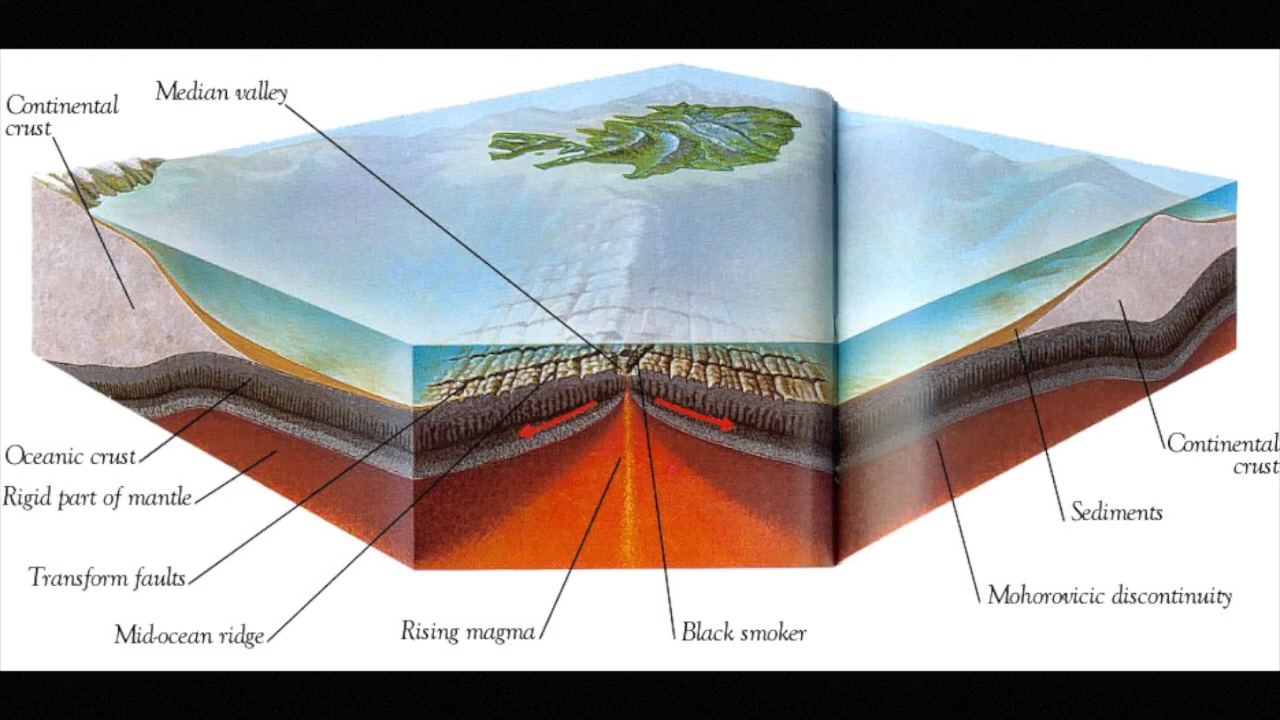 Continental
crust
Median valley
Oceanic crust
Rigid part of mantle
Transform faults
Mid-ocean ridge
Rising magma
Black smoker
Continental
crust
Sediments
Mohorovicic discontinuity